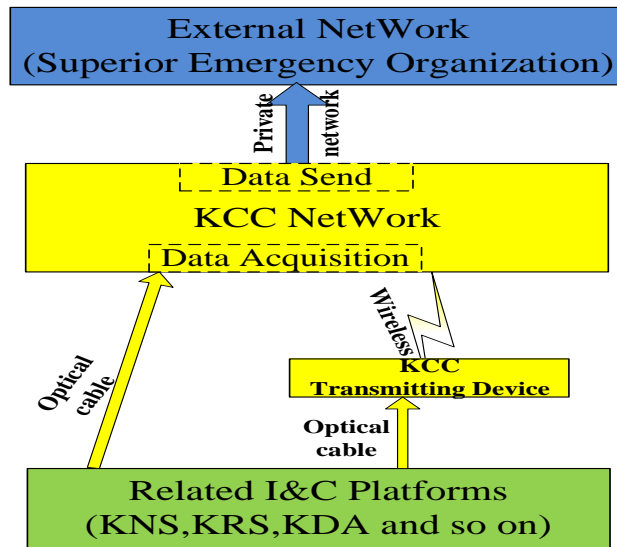 External NetWork
(Superior Emergency Organization)
Private
network
Data Send
KCC NetWork
Data Acquisition
Optical
cable
Wireless
KCC
Transmitting Device
Optical
cable
Related I&C Platforms
(KNS,KRS,KDA and so on)